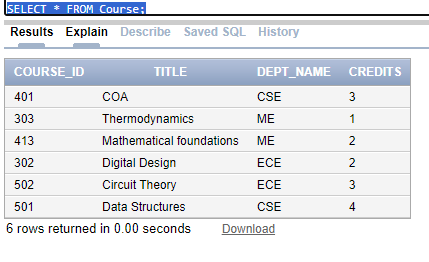 SELECT * FROM Course;
Results Explain Describe Saved SQL History
COURSE_ID TITLE DEPT_NAME CREDITS
401 COA CSE 3
303 Thermodynamics ME 1
413 Mathematical foundations ME 2
302 Digital Design ECE 2
502 Circuit Theory ECE 3
501 Data Structures CSE 4
6 rows returned in 0.00 seconds Download